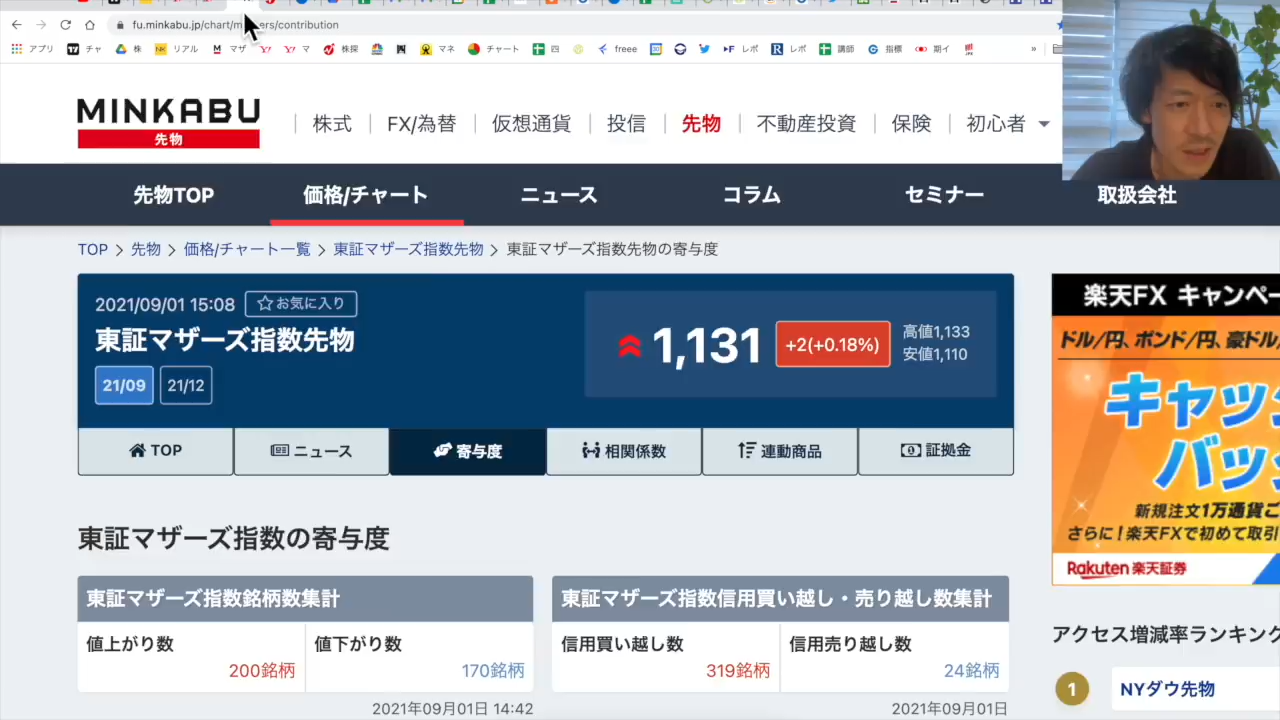 fu.minkabu.jp/chart/m
ers/contribution
アプリ
チャ
株
リアル
マザ
マ
株探
マネ
チャート
四
freee
レポ
レポ
講師
指標
期イ
»
MINKABU
先物
株式
FX/為替
仮想通貨
投信
先物
不動産投資
保険
初心者
先物TOP
価格/チャート
ニュース
コラム
セミナー
取扱会社
TOP > 先物 > 価格/チャート一覧 > 東証マザーズ指数先物 > 東証マザーズ指数先物の寄与度
2021/09/01 15:08
☆お気に入り
東証マザーズ指数先物
21/09
21/12
1,131
+2(+0.18%)
高値1,133
安値1,110
TOP
ニュース
寄与度
相関係数
連動商品
証拠金
東証マザーズ指数の寄与度
東証マザーズ指数銘柄数集計
値上がり数
200銘柄
値下がり数
170銘柄
2021年09月01日 14:42
東証マザーズ指数信用買い越し・売り越し数集計
信用買い越し数
319銘柄
信用売り越し数
24銘柄
2021年09月01日
楽天FX キャンペー
ドル/円、ポンド/円、豪ドル
キャッ
バッ
新規注文1万通貨
さらに!楽天FXで初めて取引
Rakuten 楽天証券
アクセス増減率ランキング
1
NYダウ先物